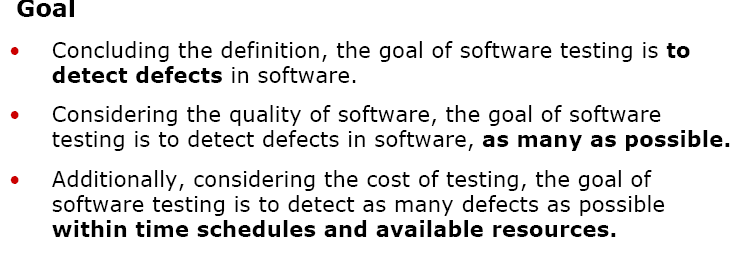 Goal
• Concluding the definition, the goal of software testing is to
detect defects in software.
• Considering the quality of software, the goal of software
testing is to detect defects in software, as many as possible.
• Additionally, considering the cost of testing, the goal of
software testing is to detect as many defects as possible
within time schedules and available resources.